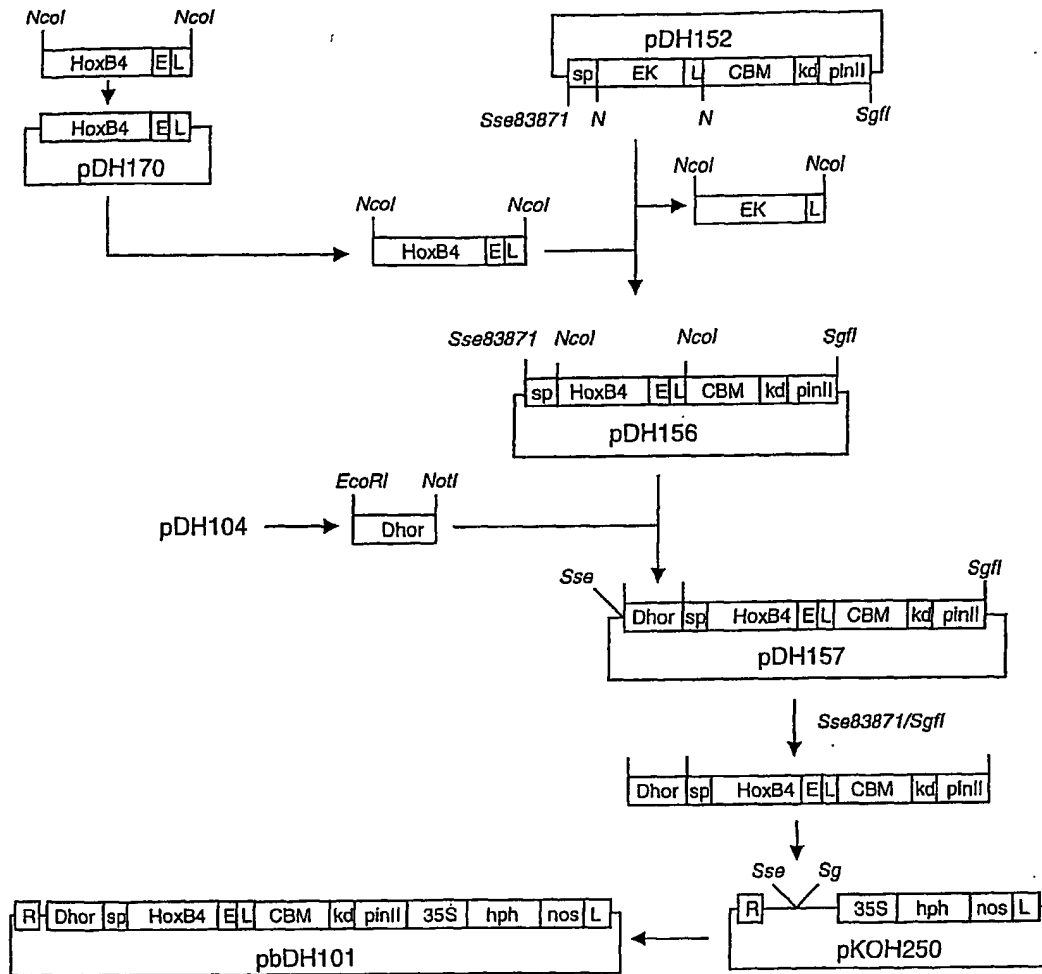 NcoI NcoI
HoxB4 E L
HoxB4 E L
pDH170
pDH152
sp EK L CBM kd pinII
Sse83871 N N SgfI
NcoI NcoI
EK L
NcoI NcoI
HoxB4 E L
Sse83871 NcoI NcoI SgfI
sp HoxB4 E L CBM kd pinII
pDH156
EcoRI NotI
pDH104 Dhor
Sse SgfI
Dhor sp HoxB4 E L CBM kd pinII
pDH157
Sse83871/SgfI
Dhor sp HoxB4 E L CBM kd pinII
Sse Sg
R 35S hph nos L
pKOH250
R Dhor sp HoxB4 E L CBM kd pinII 35S hph nos L
pbDH101